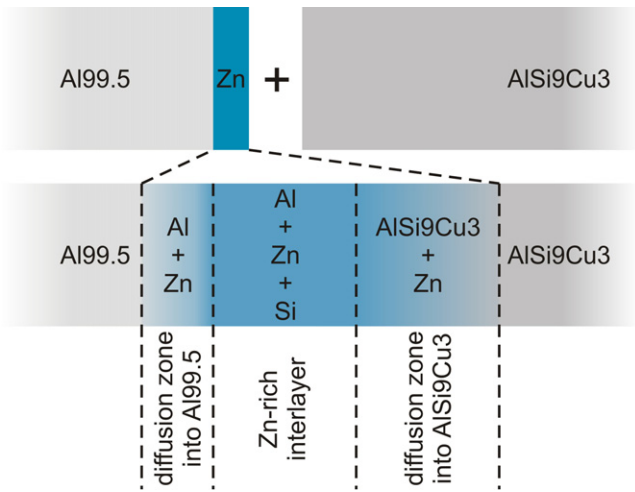 Al99.5
Zn
+
AlSi9Cu3
Al99.5
Al
+
Zn
Al
+
Zn
+
Si
AlSi9Cu3
+
Zn
AlSi9Cu3
diffusion zone
into Al99.5
Zn-rich
interlayer
diffusion zone
into AlSi9Cu3